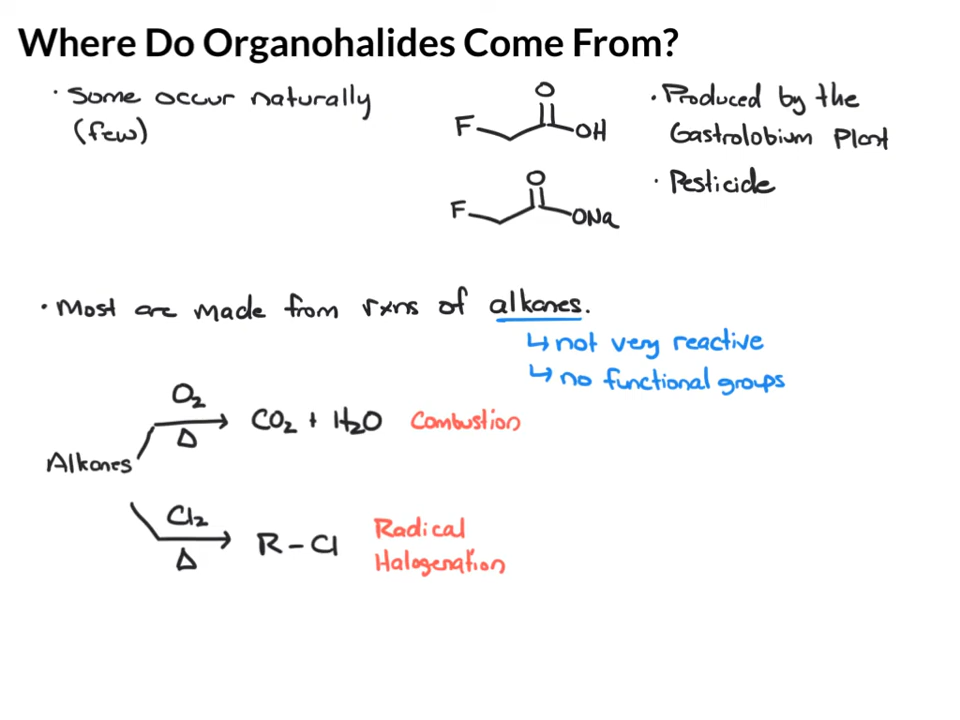 Where Do Organohalides Come From?
· Some occur naturally
(few)
O
F
OH
· Produced by the
Gastrolobium Plant
· Pesticide
O
F
ONa
· Most are made from rxns of alkanes.
↳ not very reactive
↳ no functional groups
Alkanes
O₂
Δ
CO₂ + H₂O
Combustion
Cl₂
Δ
R-Cl
Radical
Halogenation